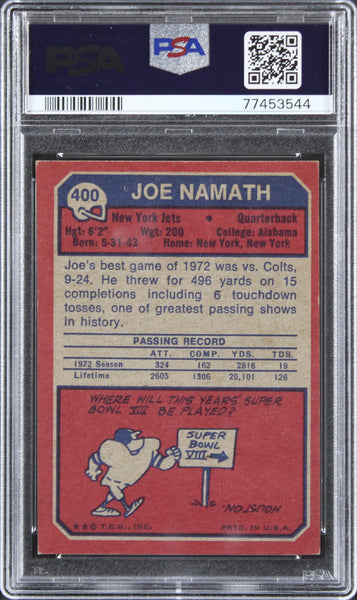 PSA
PSA
77453544
400 JOE NAMATH
New York Jets • Quarterback
Hgt: 6'2" Wgt: 200 College: Alabama
Born: 5-31-43 Home: New York, New York
Joe's best game of 1972 was vs. Colts,
9-24. He threw for 496 yards on 15
completions including 6 touchdown
tosses, one of greatest passing shows
in history.
PASSING RECORD
ATT. COMP. YDS. TD
1972 Season 324 162 2816 19
Lifetime 2605 1306 20,101 126
WHERE WILL THIS YEARS' SUPER
BOWL VIII BE PLAYED?
SUPER
BOWL
VIII
HOUSTON.
★★ © T.C.G., INC. PRTD. IN U.S.A.
PSA